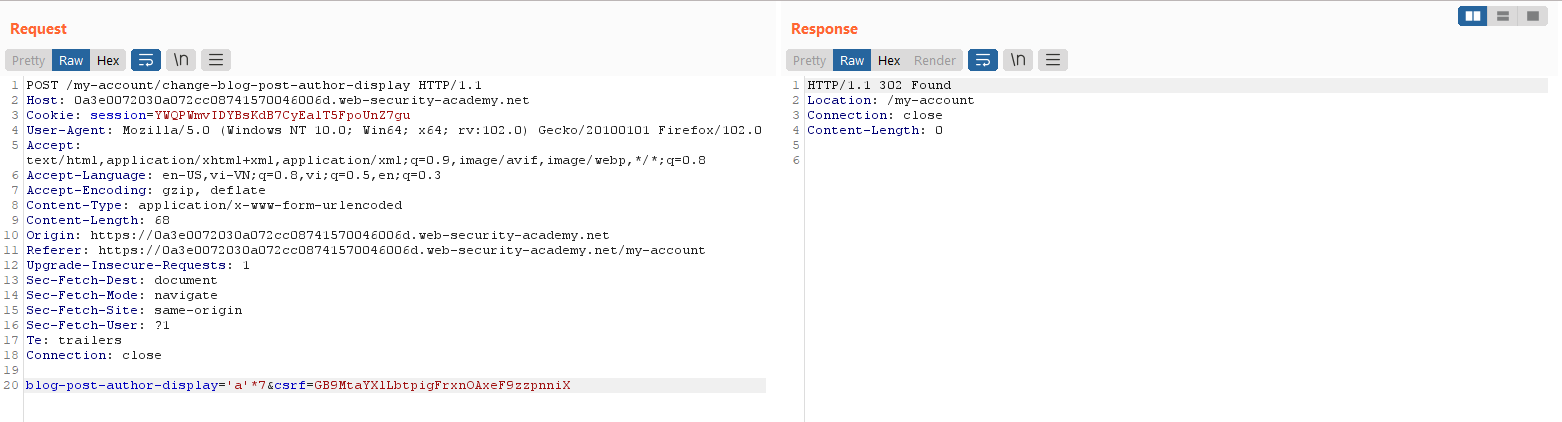 Request
Pretty Raw Hex \n
1 POST /my-account/change-blog-post-author-display HTTP/1.1
2 Host: 0a3e0072030a072cc08741570046006d.web-security-academy.net
3 Cookie: session=YWQPWmvIDYBsKdB7CyEalT5FpoUnZ7gu
4 User-Agent: Mozilla/5.0 (Windows NT 10.0; Win64; x64; rv:102.0) Gecko/20100101 Firefox/102.0
5 Accept:
text/html,application/xhtml+xml,application/xml;q=0.9,image/avif,image/webp,*/*;q=0.8
6 Accept-Language: en-US,vi-VN;q=0.8,vi;q=0.5,en;q=0.3
7 Accept-Encoding: gzip, deflate
8 Content-Type: application/x-www-form-urlencoded
9 Content-Length: 68
10 Origin: https://0a3e0072030a072cc08741570046006d.web-security-academy.net
11 Referer: https://0a3e0072030a072cc08741570046006d.web-security-academy.net/my-account
12 Upgrade-Insecure-Requests: 1
13 Sec-Fetch-Dest: document
14 Sec-Fetch-Mode: navigate
15 Sec-Fetch-Site: same-origin
16 Sec-Fetch-User: ?1
17 Te: trailers
18 Connection: close
19
20 blog-post-author-display='a'*7&csrf=GB9MtaYXlLbtpigFrxnOAxeF9zzpnniX
Response
Pretty Raw Hex Render \n
1 HTTP/1.1 302 Found
2 Location: /my-account
3 Connection: close
4 Content-Length: 0
5
6